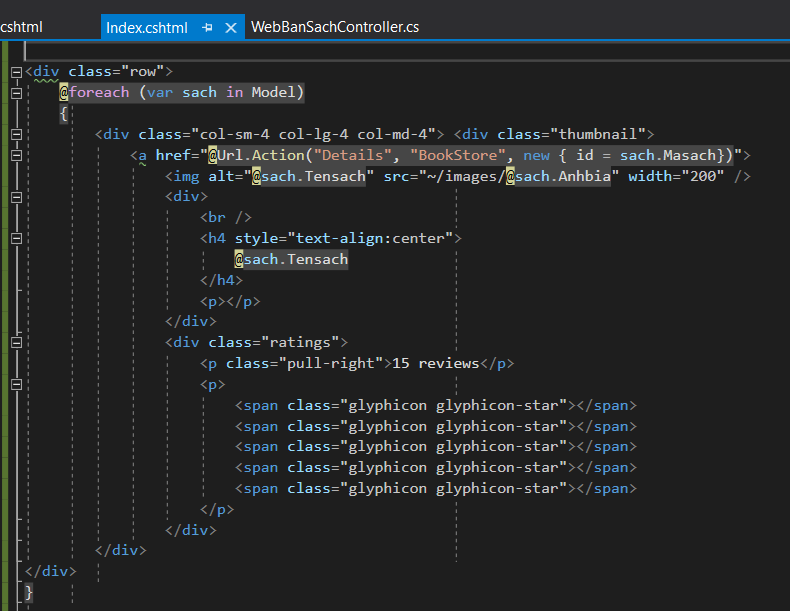 cshtml Index.cshtml WebBanSachController.cs
<div class="row">
@foreach (var sach in Model)
{
<div class="col-sm-4 col-lg-4 col-md-4"> <div class="thumbnail">
<a href="@Url.Action("Details", "BookStore", new { id = sach.Masach})">
<img alt="@sach.Tensach" src="~/images/@sach.Anhbia" width="200" />
<div>
<br />
<h4 style="text-align:center">
@sach.Tensach
</h4>
<p></p>
</div>
<div class="ratings">
<p class="pull-right">15 reviews</p>
<p>
<span class="glyphicon glyphicon-star"></span>
<span class="glyphicon glyphicon-star"></span>
<span class="glyphicon glyphicon-star"></span>
<span class="glyphicon glyphicon-star"></span>
<span class="glyphicon glyphicon-star"></span>
</p>
</div>
</div>
</div>
}